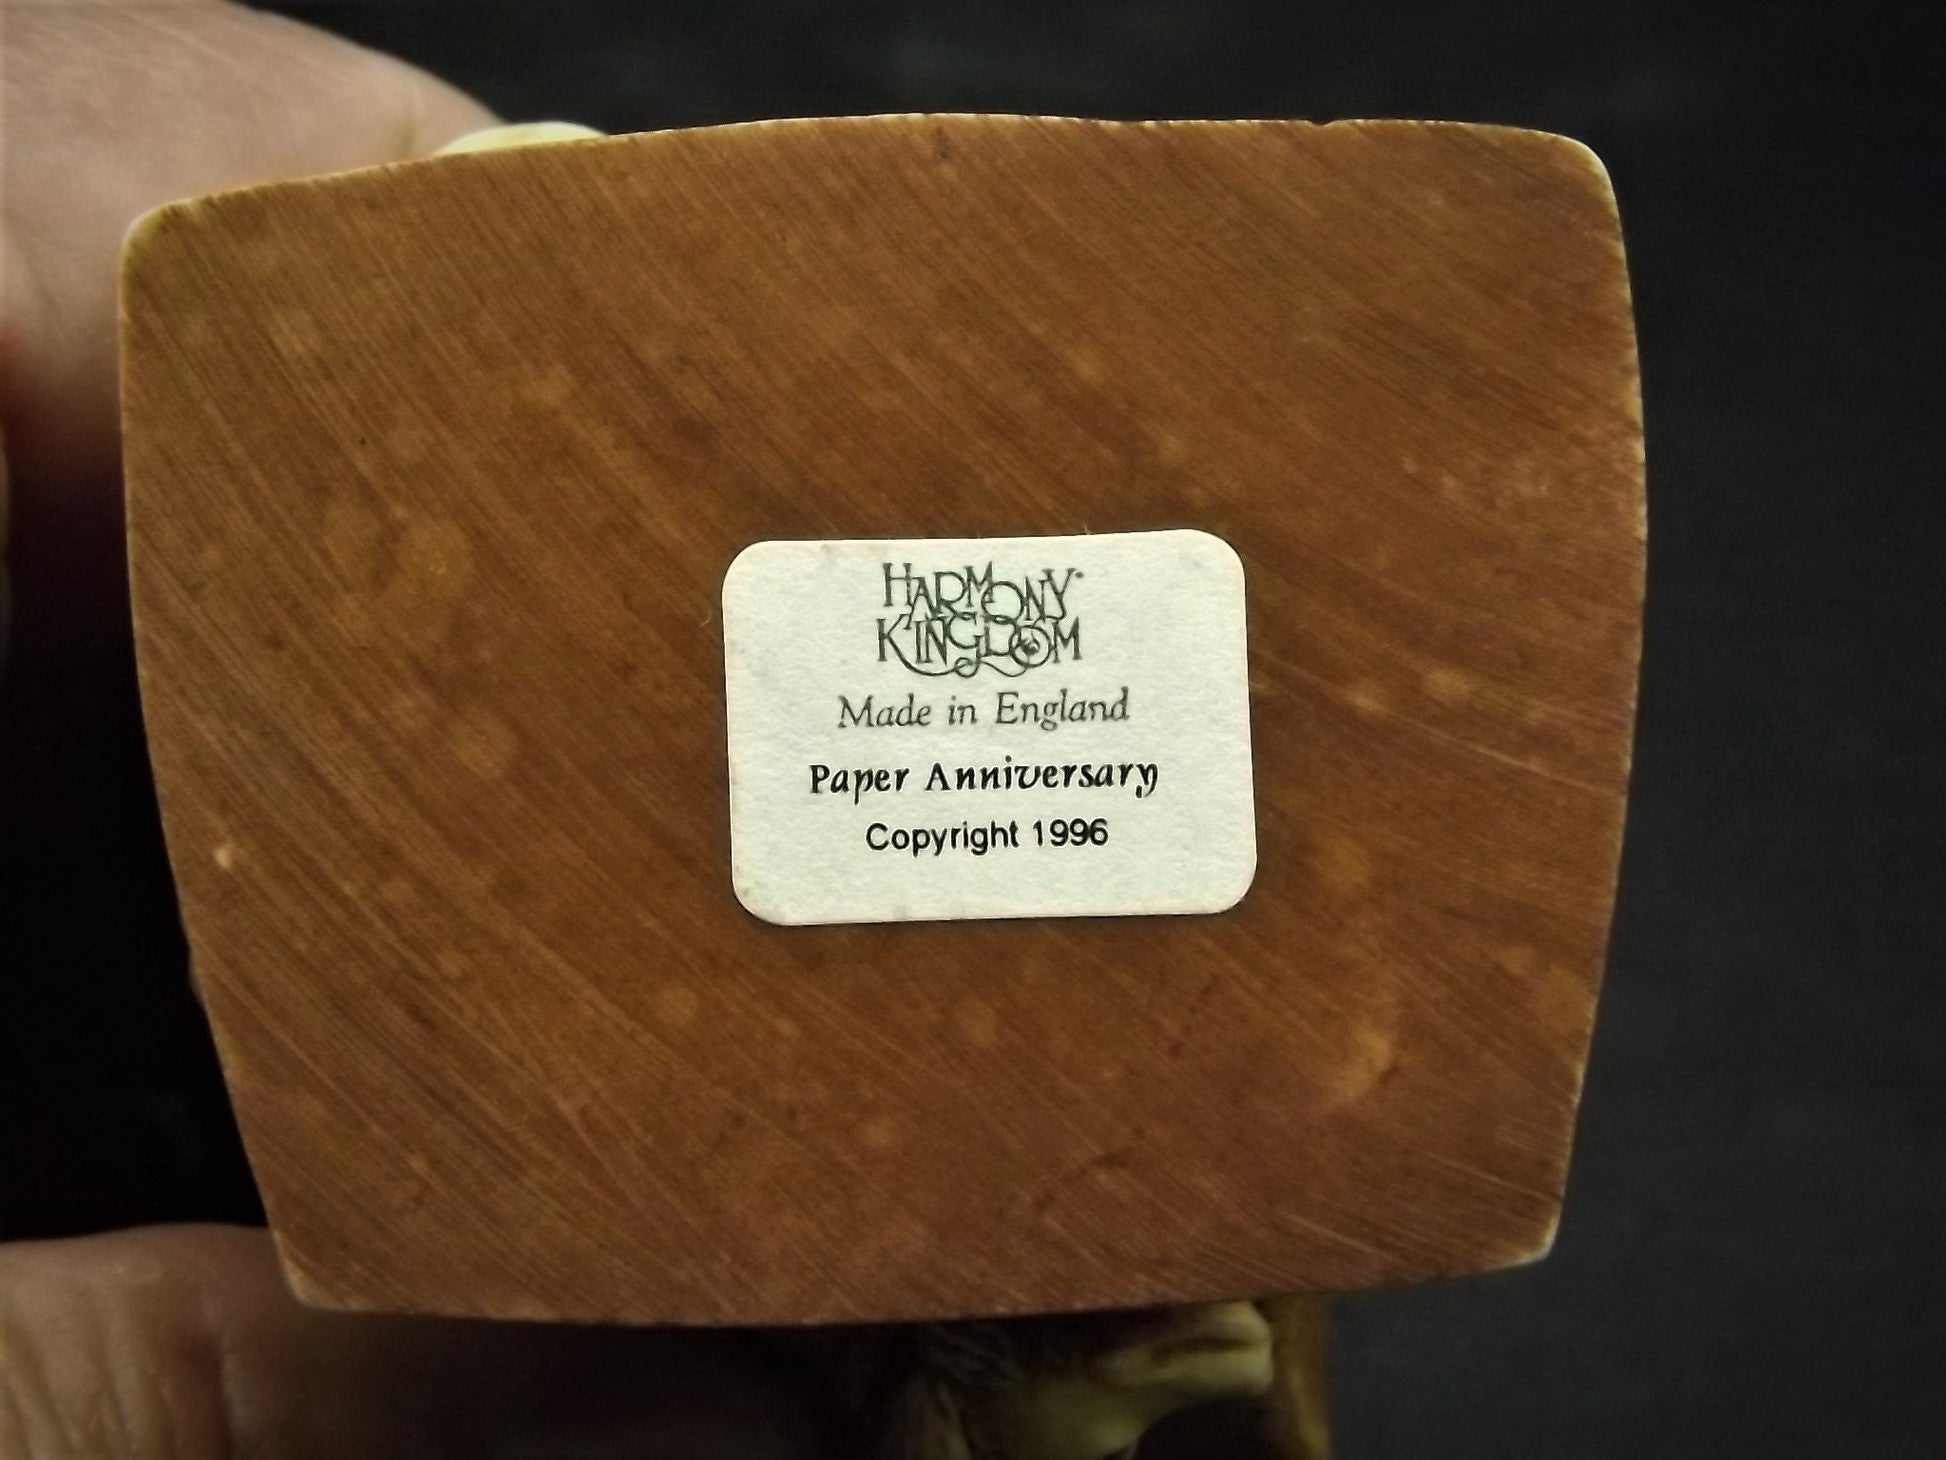 HARMONY
KINGDOM
Made in England
Paper Anniversary
Copyright 1996